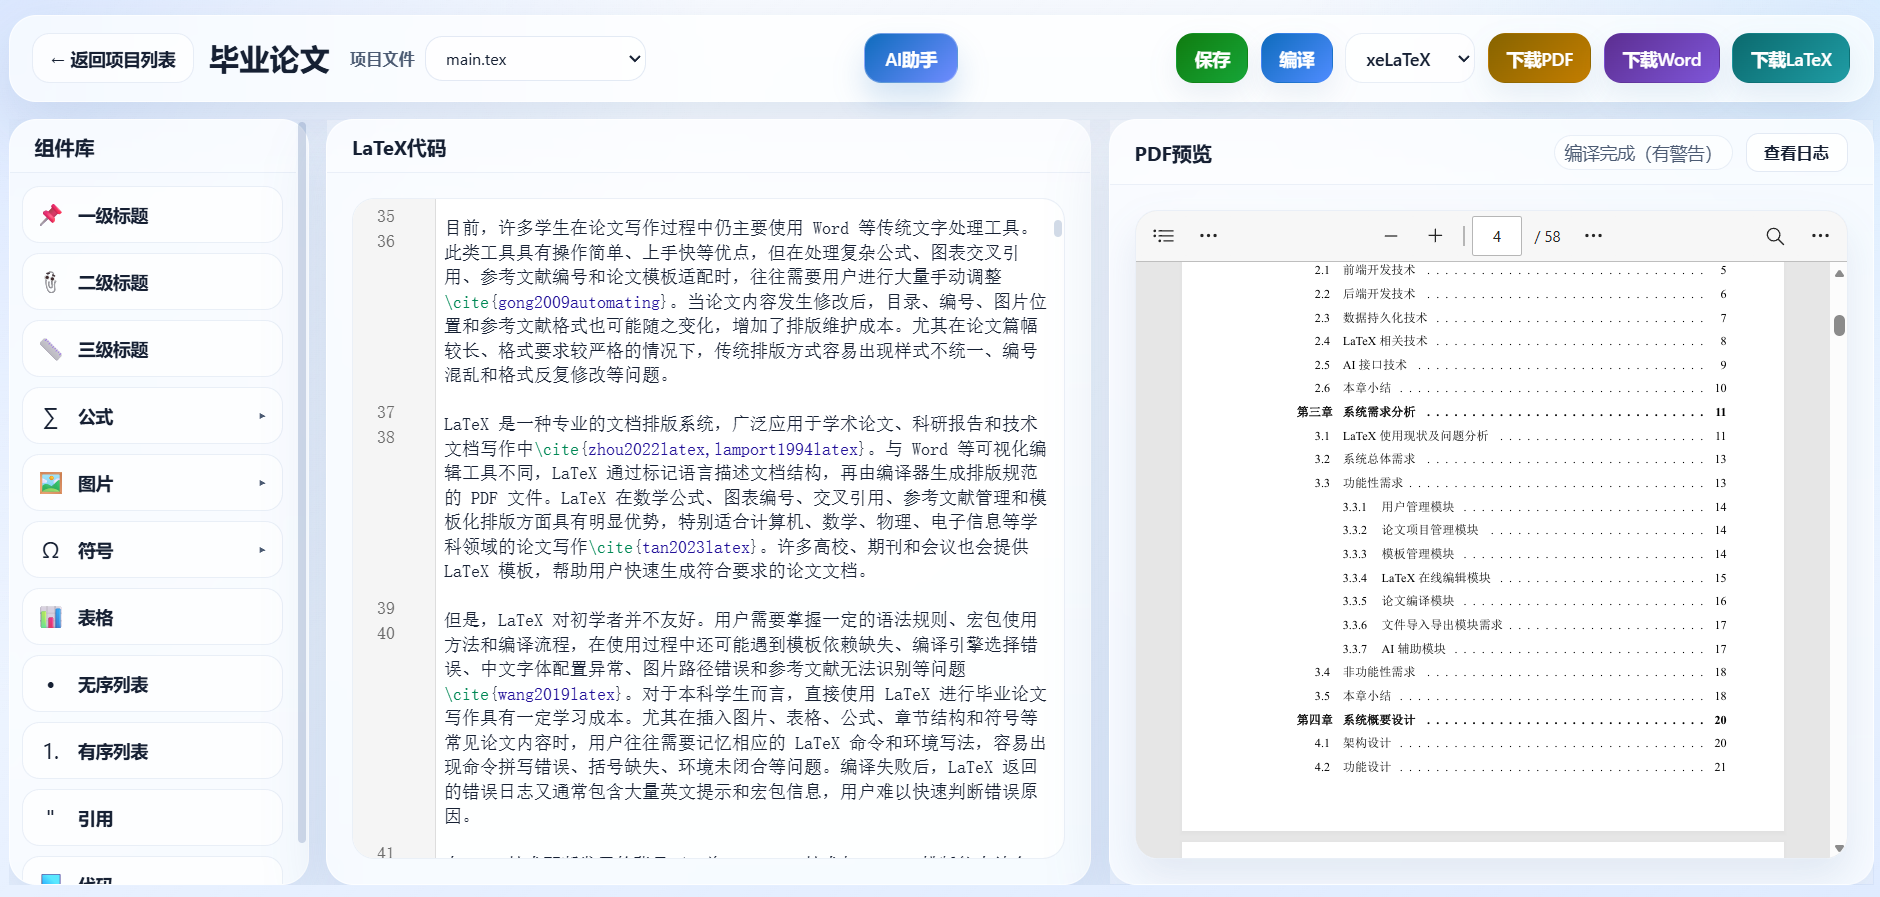 ← 返回项目列表
毕业论文
项目文件
main.tex
AI助手
保存
编译
xeLaTeX
下载PDF
下载Word
下载LaTeX
组件库
一级标题
二级标题
三级标题
∑ 公式
图片
Ω 符号
表格
• 无序列表
1. 有序列表
" 引用
代码
LaTeX代码
35
36
目前，许多学生在论文写作过程中仍主要使用 Word 等传统文字处理工具。
此类工具具有操作简单、上手快等优点，但在处理复杂公式、图表交叉引
用、参考文献编号和论文模板适配时，往往需要用户进行大量手动调整
\cite{gong2009automating}。当论文内容发生修改后，目录、编号、图片位
置和参考文献格式也可能随之变化，增加了排版维护成本。尤其在论文篇幅
较长、格式要求较严格的情况下，传统排版方式容易出现样式不统一、编号
混乱和格式反复修改等问题。
37
38
LaTeX 是一种专业的文档排版系统，广泛应用于学术论文、科研报告和技术
文档写作中\cite{zhou2022latex,lamport1994latex}。与 Word 等可视化编
辑工具不同，LaTeX 通过标记语言描述文档结构，再由编译器生成排版规范
的 PDF 文件。LaTeX 在数学公式、图表编号、交叉引用、参考文献管理和模
板化排版方面具有明显优势，特别适合计算机、数学、物理、电子信息等学
科领域的论文写作\cite{tan2023latex}。许多高校、期刊和会议也会提供
LaTeX 模板，帮助用户快速生成符合要求的论文文档。
39
40
但是，LaTeX 对初学者并不友好。用户需要掌握一定的语法规则、宏包使用
方法和编译流程，在使用过程中还可能遇到模板依赖缺失、编译引擎选择错
误、中文字体配置异常、图片路径错误和参考文献无法识别等问题
\cite{wang2019latex}。对于本科学生而言，直接使用 LaTeX 进行毕业论文
写作具有一定学习成本。尤其在插入图片、表格、公式、章节结构和符号等
常见论文内容时，用户往往需要记忆相应的 LaTeX 命令和环境写法，容易出
现命令拼写错误、括号缺失、环境未闭合等问题。编译失败后，LaTeX 返回
的错误日志又通常包含大量英文提示和宏包信息，用户难以快速判断错误原
因。
41
PDF预览
编译完成（有警告）
查看日志
4 / 58
2.1 前端开发技术 . . . . . . . . . . 5
2.2 后端开发技术 . . . . . . . . . . 6
2.3 数据持久化技术 . . . . . . . . . . 7
2.4 LaTeX 相关技术 . . . . . . . . . . 8
2.5 AI 接口技术 . . . . . . . . . . 9
2.6 本章小结 . . . . . . . . . . 10
第三章 系统需求分析 . . . . . . . . . . 11
3.1 LaTeX 使用现状及问题分析 . . . . . . . . . . 11
3.2 系统总体需求 . . . . . . . . . . 13
3.3 功能性需求 . . . . . . . . . . 13
3.3.1 用户管理模块 . . . . . . . . . . 14
3.3.2 论文项目管理模块 . . . . . . . . . . 14
3.3.3 模板管理模块 . . . . . . . . . . 14
3.3.4 LaTeX 在线编辑模块 . . . . . . . . . . 15
3.3.5 论文编译模块 . . . . . . . . . . 16
3.3.6 文件导入导出模块需求 . . . . . . . . . . 17
3.3.7 AI 辅助模块 . . . . . . . . . . 17
3.4 非功能性需求 . . . . . . . . . . 18
3.5 本章小结 . . . . . . . . . . 18
第四章 系统概要设计 . . . . . . . . . . 20
4.1 架构设计 . . . . . . . . . . 20
4.2 功能设计 . . . . . . . . . . 21